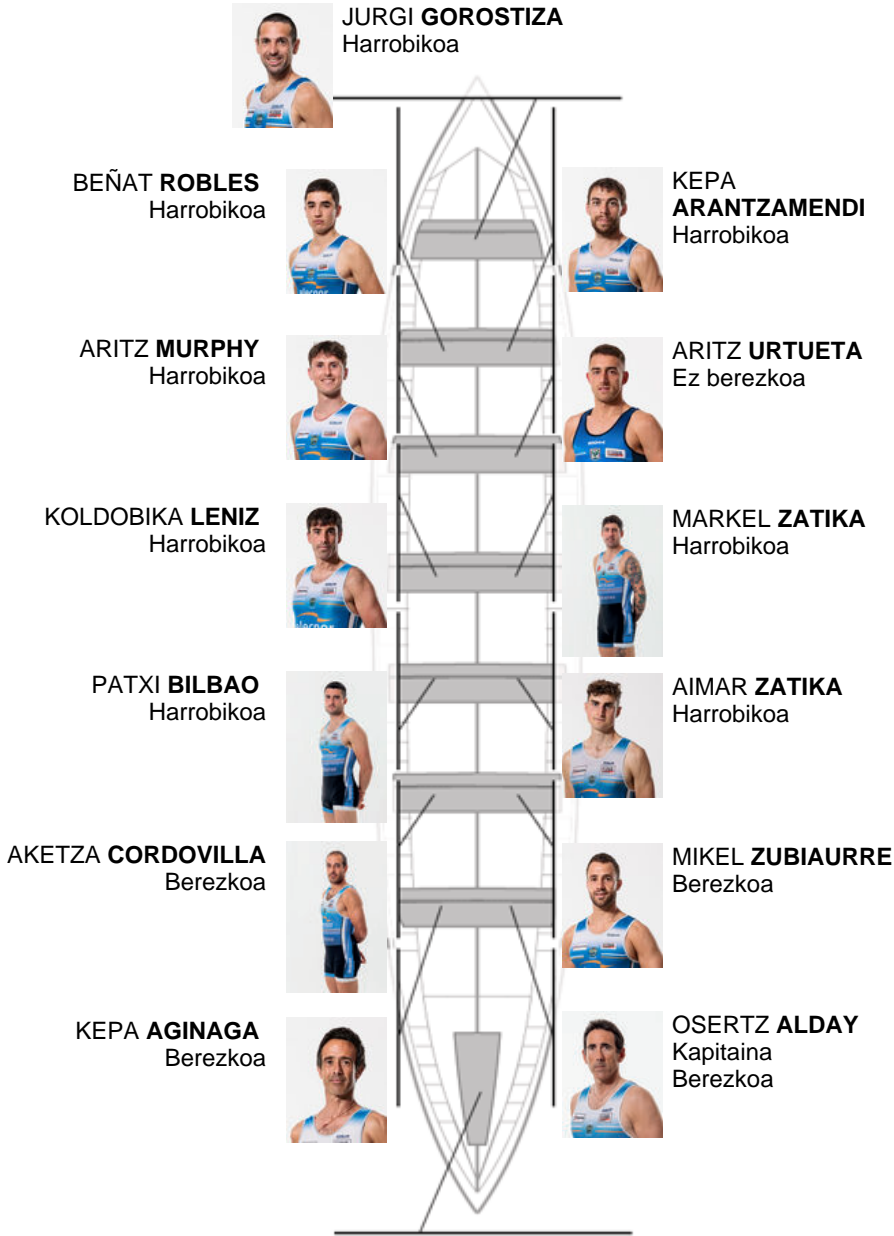 JURGI GOROSTIZA
Harrobikoa
BEÑAT ROBLES
Harrobikoa
KEPA
ARANTZAMENDI
Harrobikoa
ARITZ MURPHY
Harrobikoa
ARITZ URTUETA
Ez berezkoa
KOLDOBIKA LENIZ
Harrobikoa
MARKEL ZATIKA
Harrobikoa
PATXI BILBAO
Harrobikoa
AIMAR ZATIKA
Harrobikoa
AKETZA CORDOVILLA
Berezkoa
MIKEL ZUBIAURRE
Berezkoa
KEPA AGINAGA
Berezkoa
OSERTZ ALDAY
Kapitaina
Berezkoa